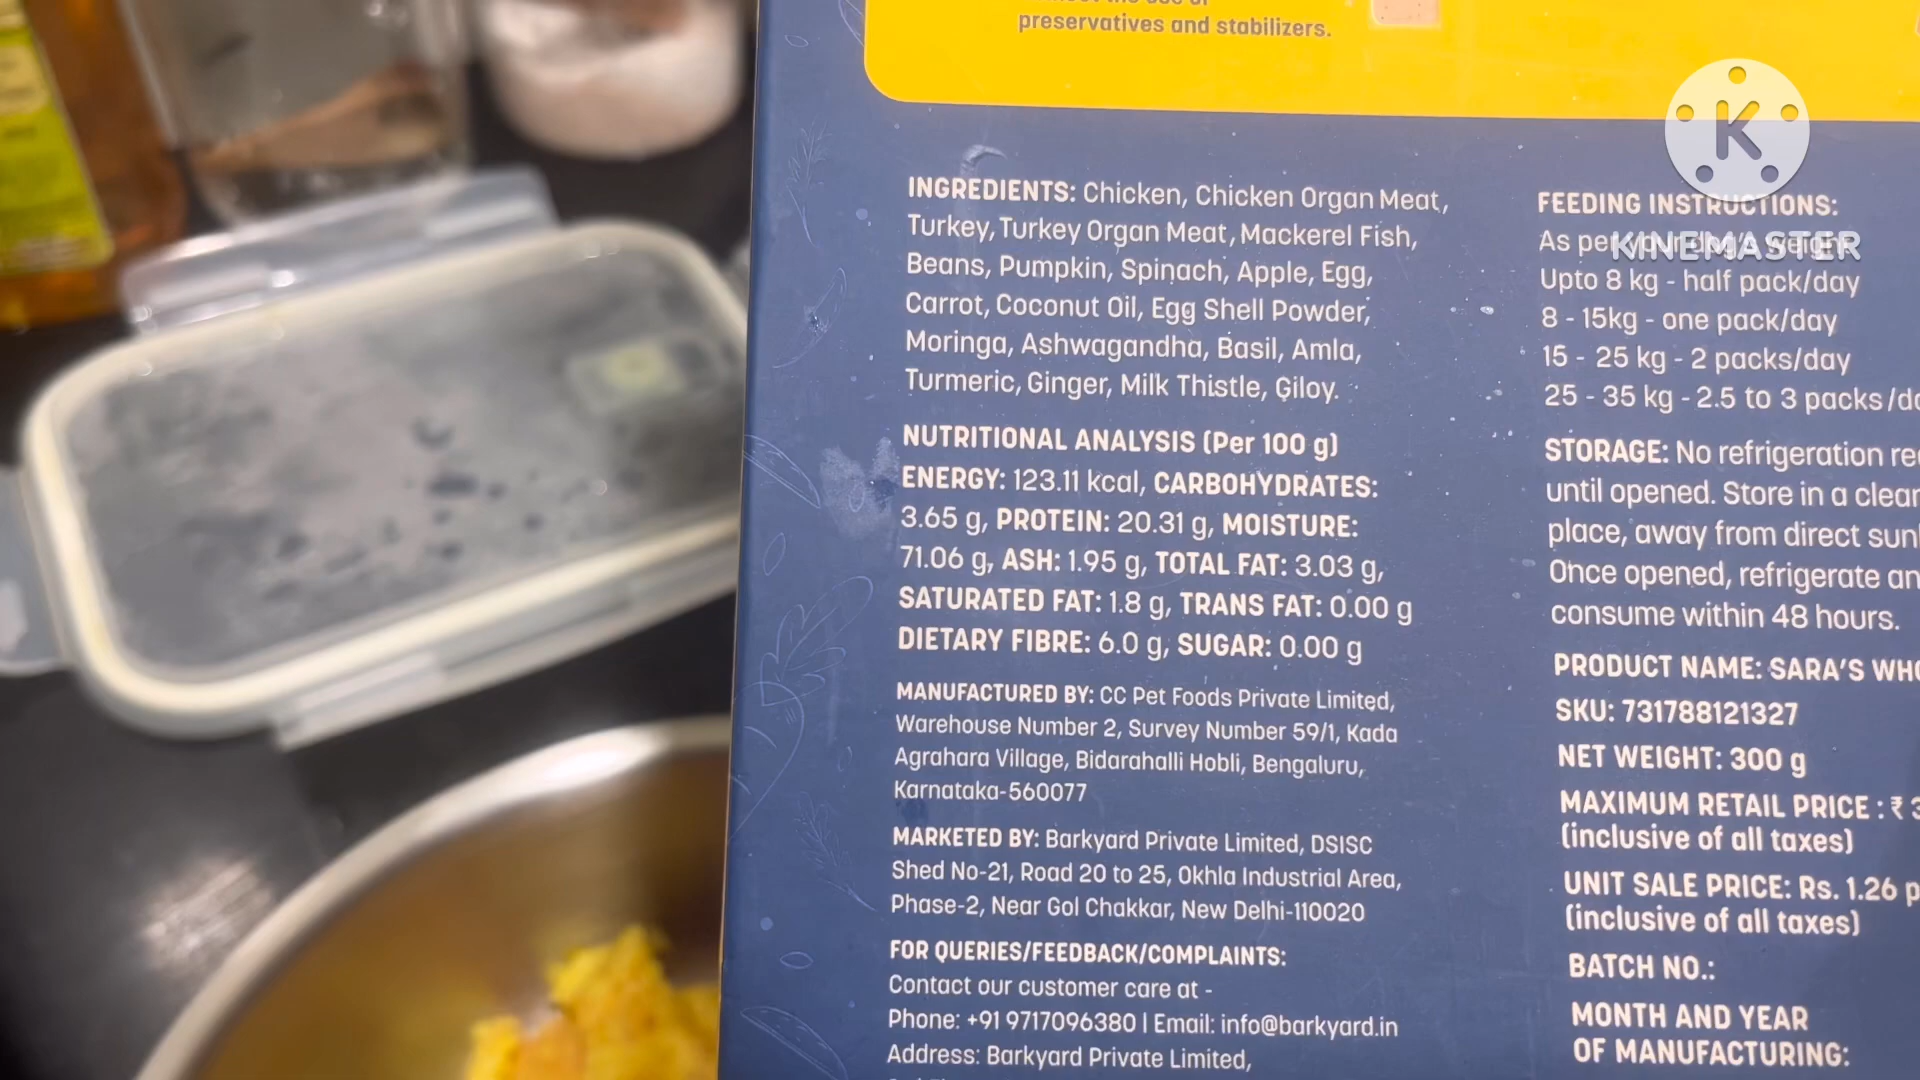 preservatives and stabilizers.
INGREDIENTS: Chicken, Chicken Organ Meat,
Turkey, Turkey Organ Meat, Mackerel Fish,
Beans, Pumpkin, Spinach, Apple, Egg,
Carrot, Coconut Oil, Egg Shell Powder,
Moringa, Ashwagandha, Basil, Amla,
Turmeric, Ginger, Milk Thistle, Giloy.
NUTRITIONAL ANALYSIS (Per 100 g)
ENERGY: 123.11 kcal, CARBOHYDRATES:
3.65 g, PROTEIN: 20.31 g, MOISTURE:
71.06 g, ASH: 1.95 g, TOTAL FAT: 3.03 g,
SATURATED FAT: 1.8 g, TRANS FAT: 0.00 g
DIETARY FIBRE: 6.0 g, SUGAR: 0.00 g
MANUFACTURED BY: CC Pet Foods Private Limited,
Warehouse Number 2, Survey Number 59/1, Kada
Agrahara Village, Bidarahalli Hobli, Bengaluru,
Karnataka-560077
MARKETED BY: Barkyard Private Limited, DSISC
Shed No-21, Road 20 to 25, Okhla Industrial Area,
Phase-2, Near Gol Chakkar, New Delhi-110020
FOR QUERIES/FEEDBACK/COMPLAINTS:
Contact our customer care at -
Phone: +91 9717096380 | Email: info@barkyard.in
Address: Barkyard Private Limited,
FEEDING INSTRUCTIONS:
As per your dog's weight
Upto 8 kg - half pack/day
8 - 15kg - one pack/day
15 - 25 kg - 2 packs/day
25 - 35 kg - 2.5 to 3 packs/
STORAGE: No refrigeration
until opened. Store in a
place, away from direct
Once opened, refrigerate
consume within 48 hours.
PRODUCT NAME: SARA'S
SKU: 731788121327
NET WEIGHT: 300 g
MAXIMUM RETAIL PRICE : ₹
(inclusive of all taxes)
UNIT SALE PRICE: Rs. 1.26
(inclusive of all taxes)
BATCH NO.:
MONTH AND YEAR
OF MANUFACTURING:
K
KINEMASTER